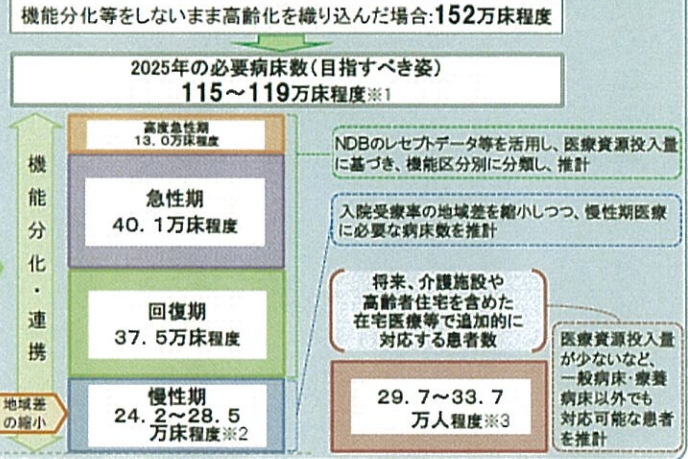 機能分化等をしないまま高齢化を織り込んだ場合:152万床程度
2025年の必要病床数(目指すべき姿)
115～119万床程度※1
機能分化・連携
地域差
の縮小
高度急性期
13.0万床程度
急性期
40.1万床程度
回復期
37.5万床程度
慢性期
24.2～28.5
万床程度※2
NDBのレセプトデータ等を活用し、医療資源投入量
に基づき、機能区分別に分類し、推計
入院受療率の地域差を縮小しつつ、慢性期医療
に必要な病床数を推計
将来、介護施設や
高齢者住宅を含めた
在宅医療等で追加的に
対応する患者数
29.7～33.7
万人程度※3
医療資源投入量
が少ないなど、
一般病床・療養
病床以外でも
対応可能な患者
を推計